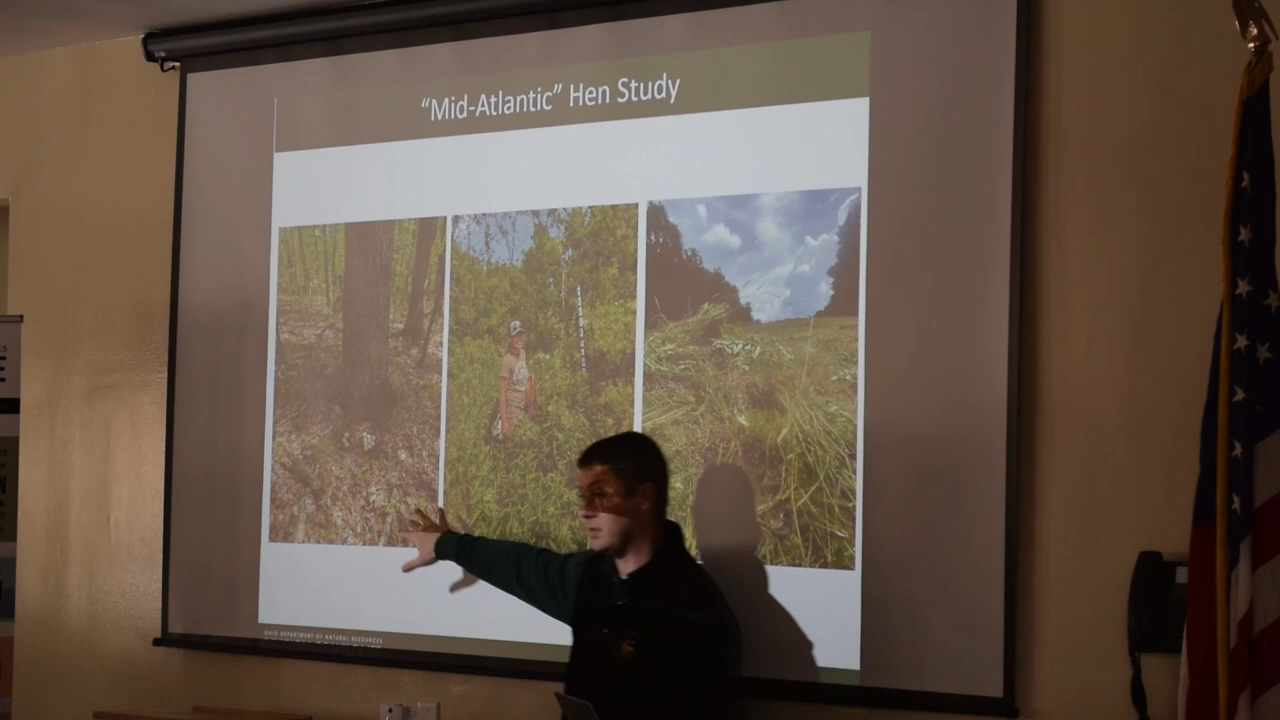 “Mid-Atlantic” Hen Study
OHIO DEPARTMENT OF NATURAL RESOURCES
E
N